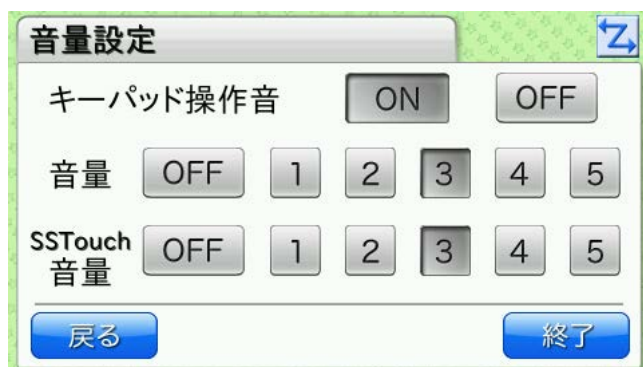 音量設定
Z
キーパッド操作音 ON OFF
音量 OFF 1 2 3 4 5
SSTouch
音量 OFF 1 2 3 4 5
戻る 終了